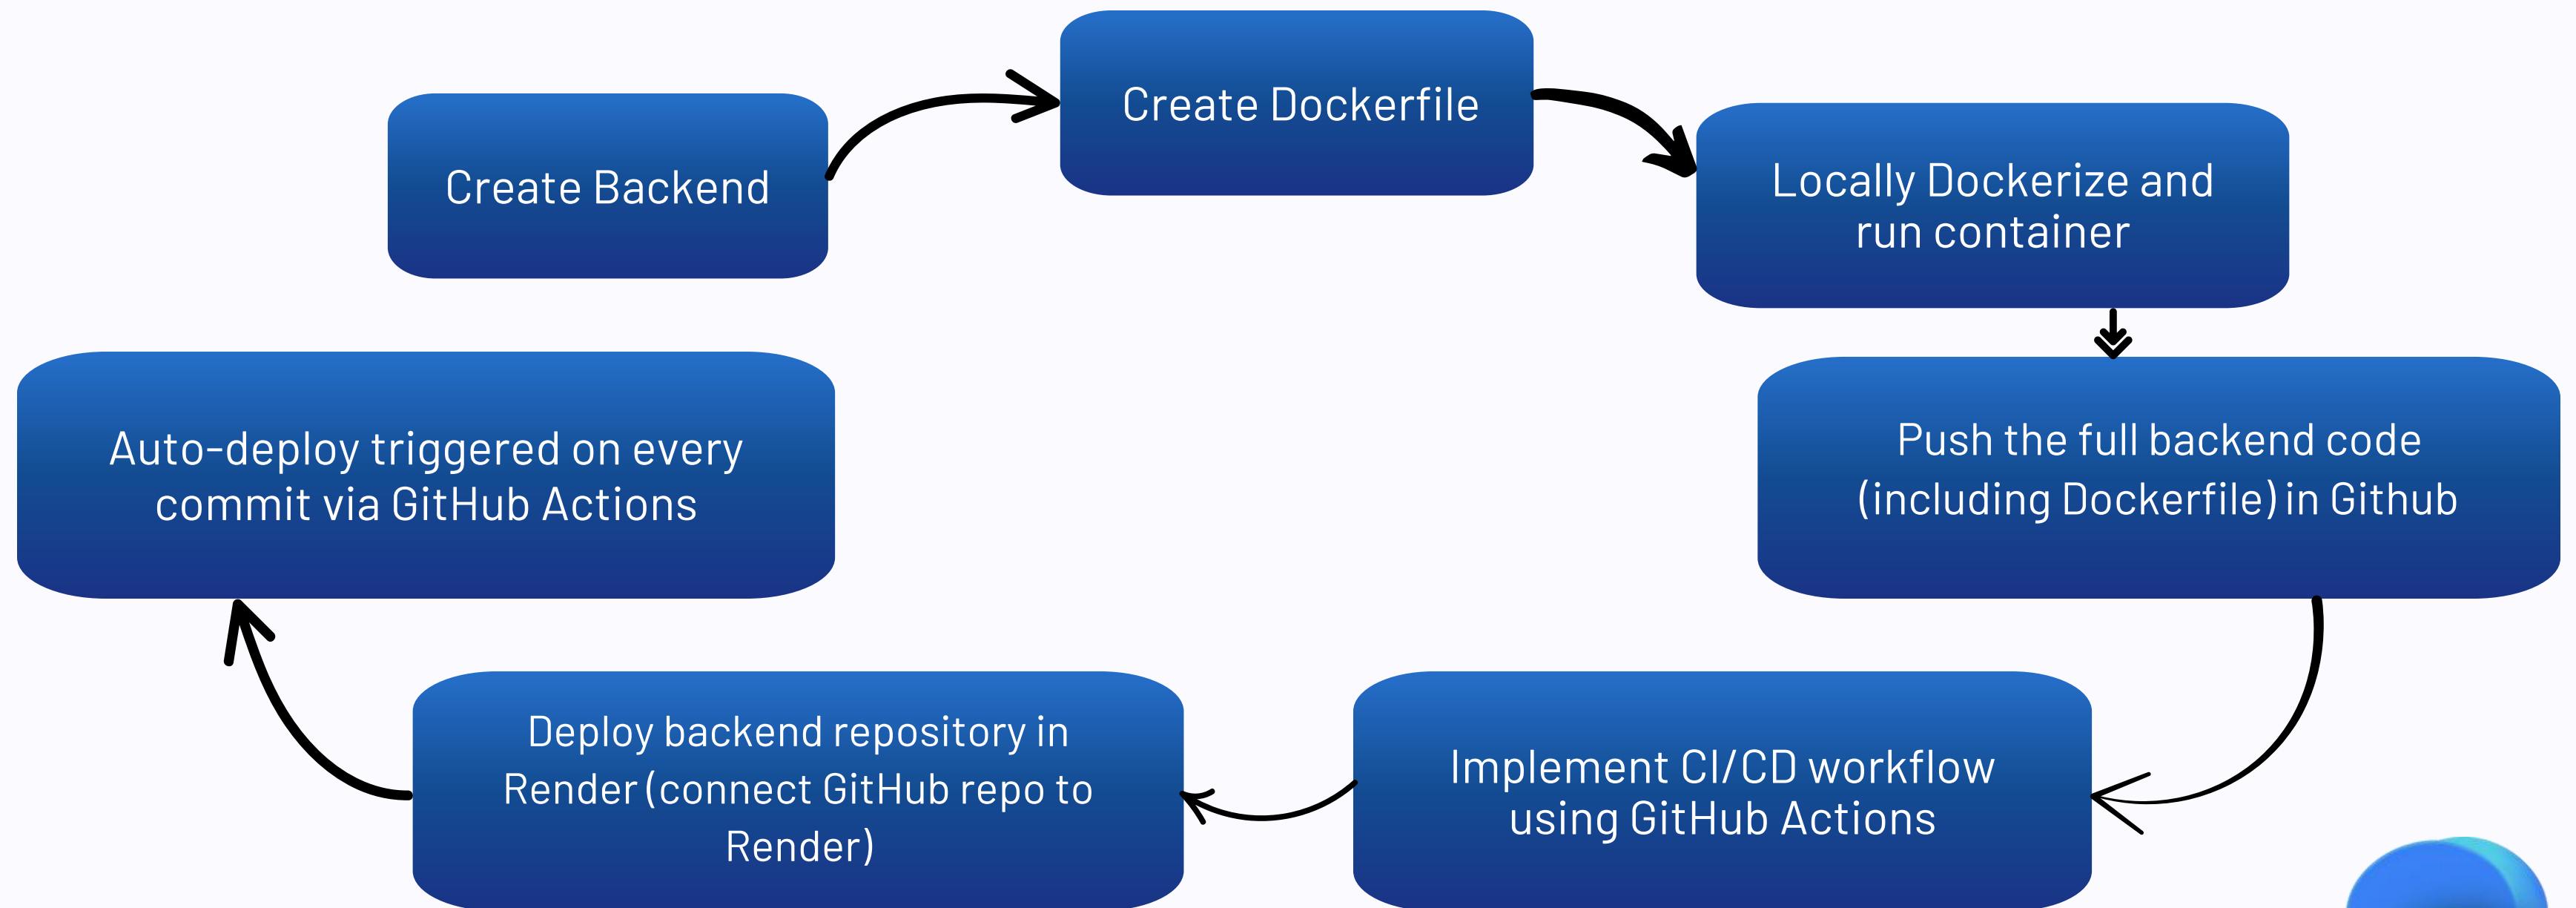 Create Backend
Create Dockerfile
Locally Dockerize and
run container
Push the full backend code
(including Dockerfile) in Github
Implement CI/CD workflow
using GitHub Actions
Deploy backend repository in
Render (connect GitHub repo to
Render)
Auto-deploy triggered on every
commit via GitHub Actions